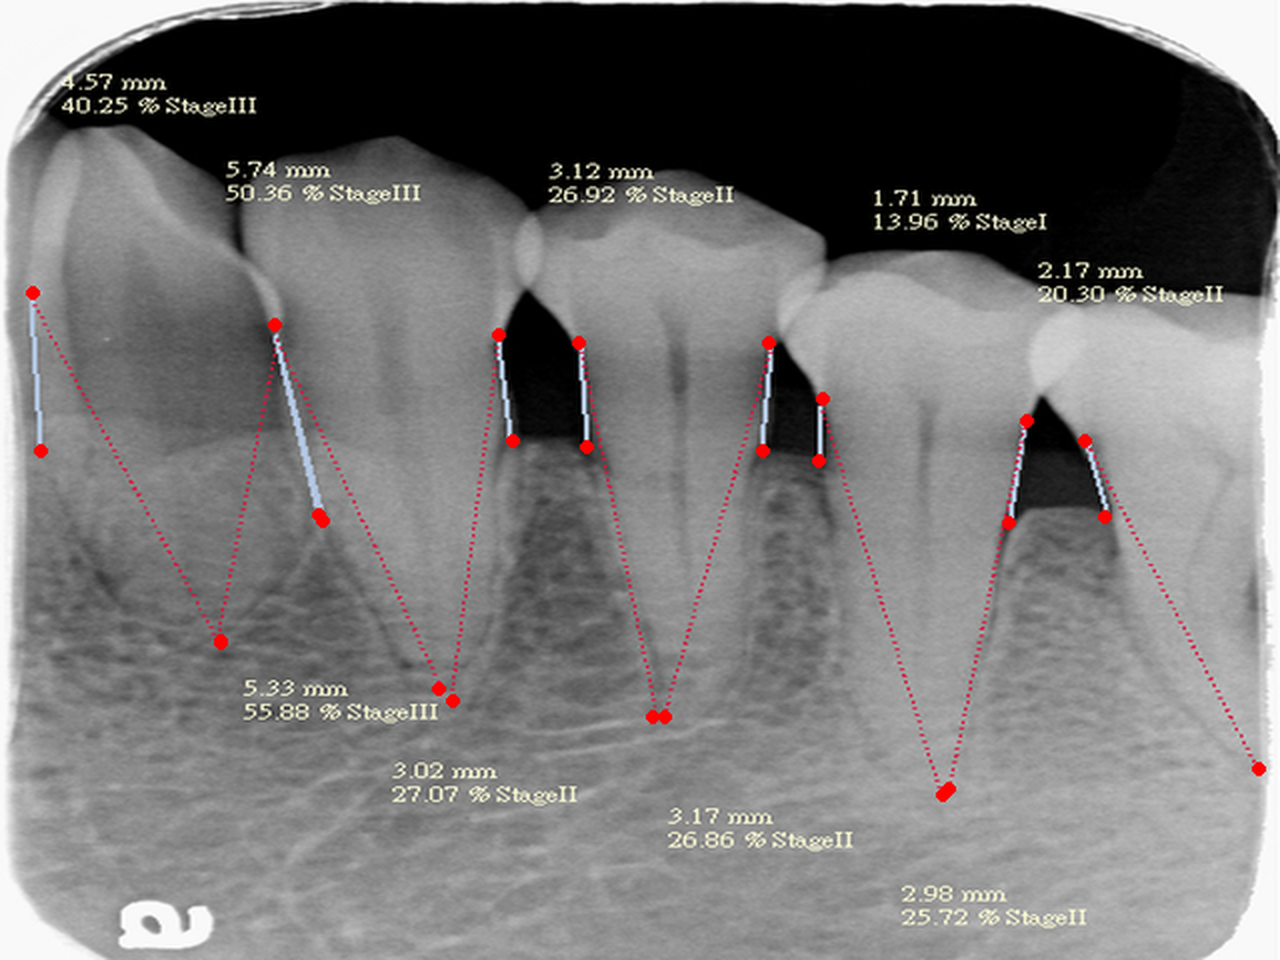 4.57 mm
40.25 % StageIII
5.74 mm
50.36 % StageIII
3.12 mm
26.92 % StageII
1.71 mm
13.96 % StageI
2.17 mm
20.30 % StageII
5.33 mm
55.88 % StageIII
3.02 mm
27.07 % StageII
3.17 mm
26.86 % StageII
2.98 mm
25.72 % StageII
a